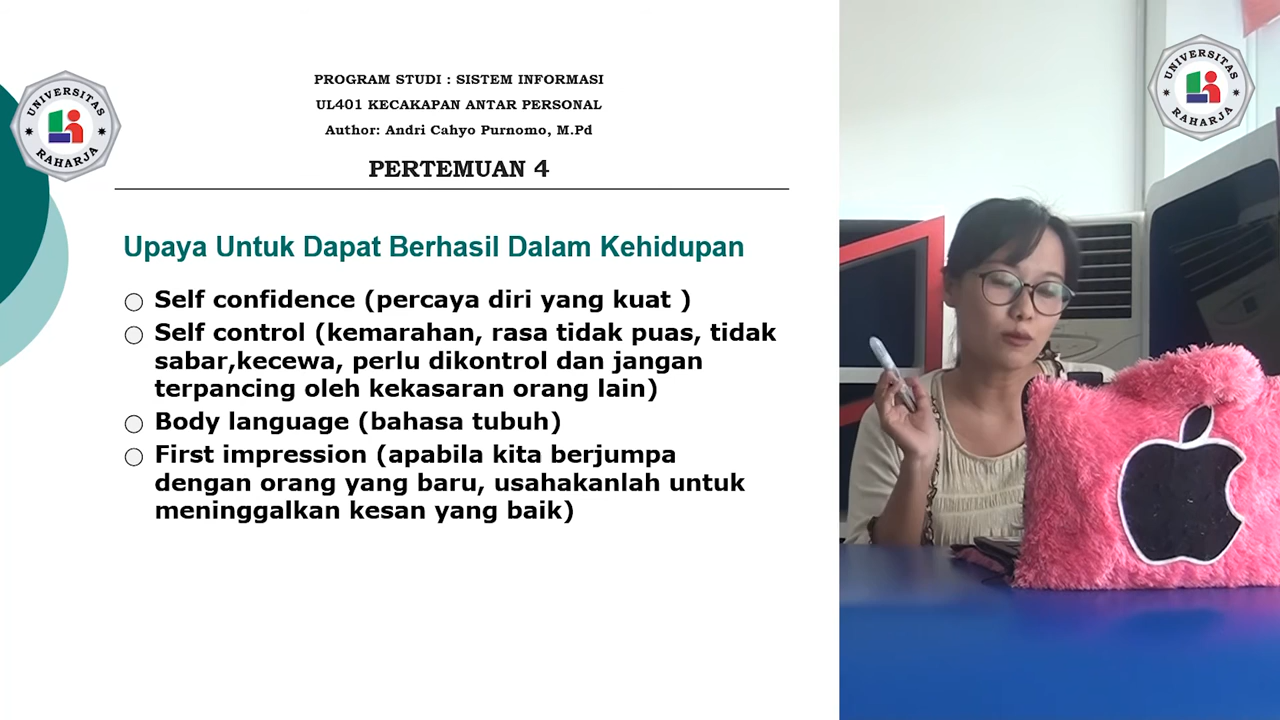 PROGRAM STUDI : SISTEM INFORMASI
UL401 KECAKAPAN ANTAR PERSONAL
Author: Andri Cahyo Purnomo, M.Pd
PERTEMUAN 4
UNIVERSITAS
RAHARJA
Upaya Untuk Dapat Berhasil Dalam Kehidupan
Self confidence (percaya diri yang kuat )
Self control (kemarahan, rasa tidak puas, tidak
sabar,kecewa, perlu dikontrol dan jangan
terpancing oleh kekasaran orang lain)
Body language (bahasa tubuh)
First impression (apabila kita berjumpa
dengan orang yang baru, usahakanlah untuk
meninggalkan kesan yang baik)
UNIVERSITAS
RAHARJA